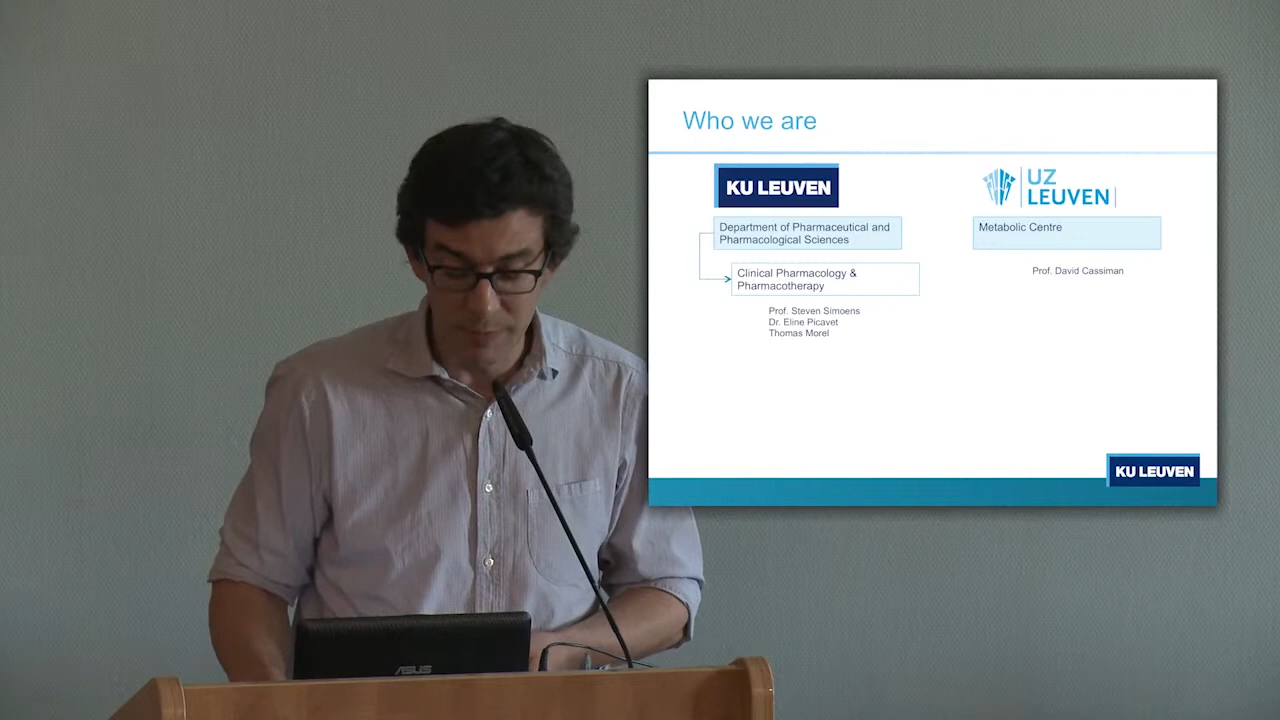 Who we are
KU LEUVEN
Department of Pharmaceutical and
Pharmacological Sciences
Clinical Pharmacology &
Pharmacotherapy
Prof. Steven Simoens
Dr. Eline Picavet
Thomas Morel
UZ
LEUVEN
Metabolic Centre
Prof. David Cassiman
KU LEUVEN
ASUS